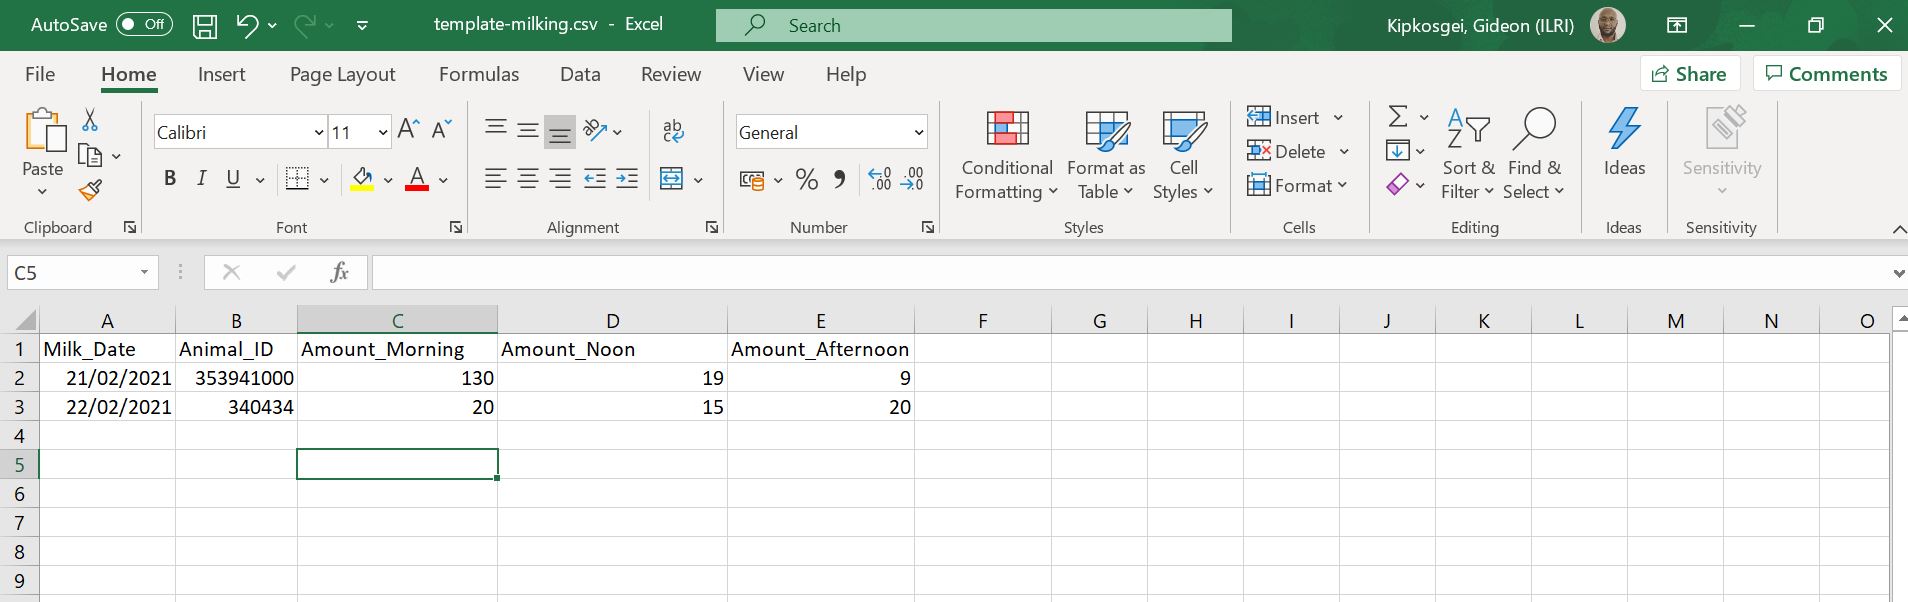 AutoSave Off template-milking.csv - Excel Search Kipkosgei, Gideon (ILRI)
File Home Insert Page Layout Formulas Data Review View Help Share Comments
Paste
Clipboard
Calibri 11
B I U A
Font
ab
Alignment
General
% .00 .00
Number
Conditional Formatting
Format as Table
Cell Styles
Styles
Insert
Delete
Format
Cells
Sort & Filter
Find & Select
Editing
Ideas
Ideas
Sensitivity
Sensitivity
C5 fx
A B C D E F G H I J K L M N O
1 Milk_Date Animal_ID Amount_Morning Amount_Noon Amount_Afternoon
2 21/02/2021 353941000 130 19 9
3 22/02/2021 340434 20 15 20
4
5
6
7
8
9